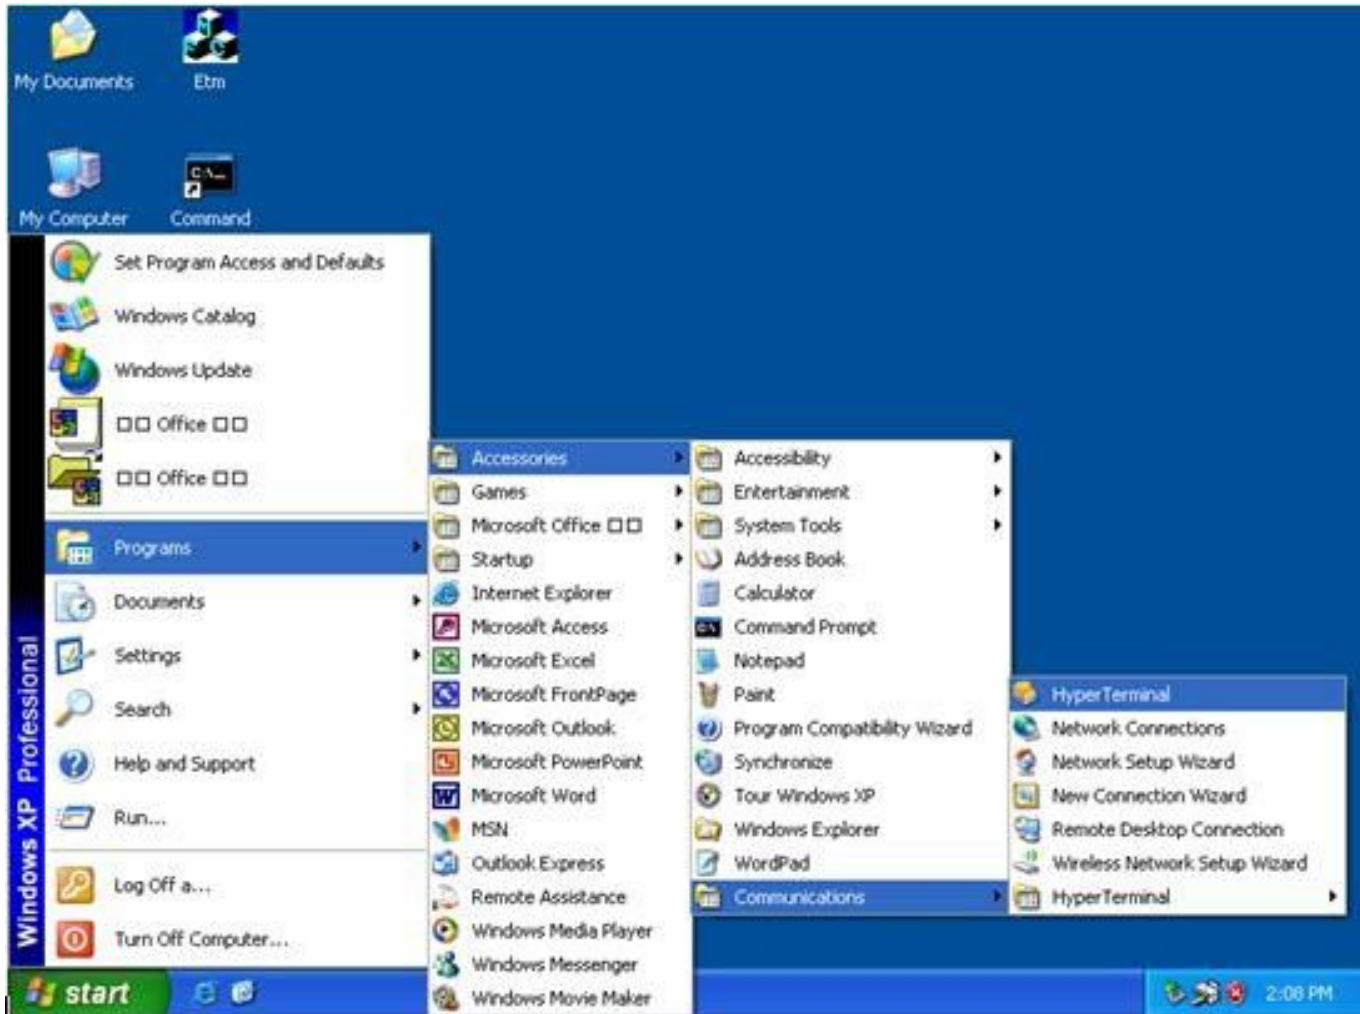 My Documents
Etm
My Computer
Command
Set Program Access and Defaults
Windows Catalog
Windows Update
□□ Office □□
□□ Office □□
Programs
Documents
Settings
Search
Help and Support
Run...
Log Off a...
Turn Off Computer...
Windows XP Professional
Accessories
Games
Microsoft Office □□
Startup
Internet Explorer
Microsoft Access
Microsoft Excel
Microsoft FrontPage
Microsoft Outlook
Microsoft PowerPoint
Microsoft Word
MSN
Outlook Express
Remote Assistance
Windows Media Player
Windows Messenger
Windows Movie Maker
Accessibility
Entertainment
System Tools
Address Book
Calculator
Command Prompt
Notepad
Paint
Program Compatibility Wizard
Synchronize
Tour Windows XP
Windows Explorer
WordPad
Communications
HyperTerminal
Network Connections
Network Setup Wizard
New Connection Wizard
Remote Desktop Connection
Wireless Network Setup Wizard
HyperTerminal
start
2:08 PM